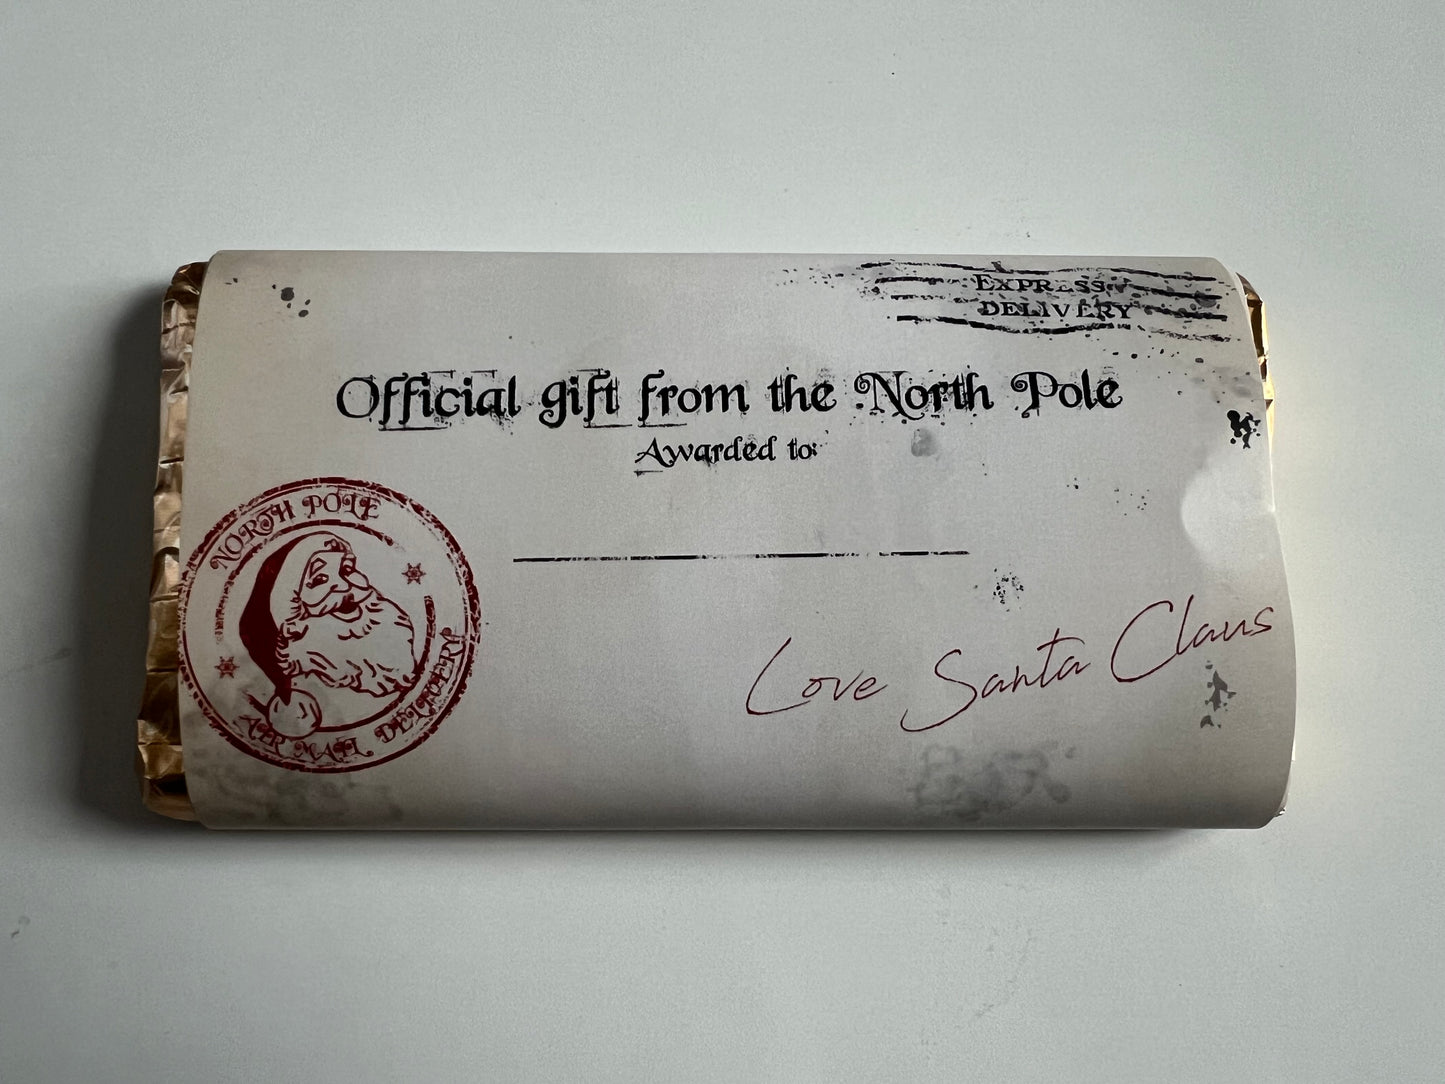 EXPRESS
DELIVERY
Official gift from the North Pole
Awarded to:
NORTH POLE
AIR MAIL DELIVERY
Love Santa Claus